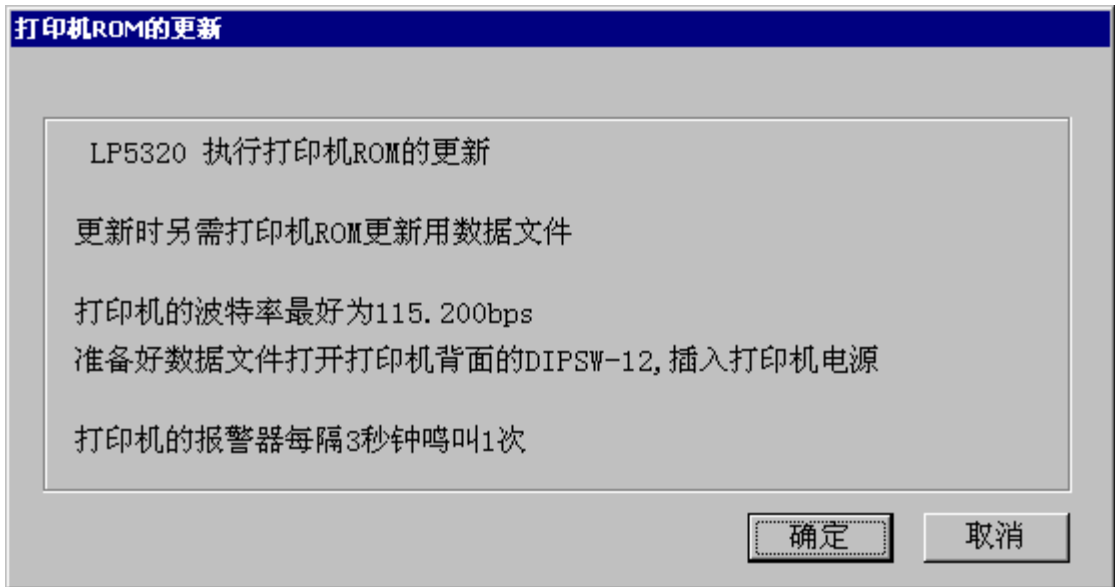 打印机ROM的更新
LP5320 执行打印机ROM的更新
更新时另需打印机ROM更新用数据文件
打印机的波特率最好为115.200bps
准备好数据文件打开打印机背面的DIPSW-12,插入打印机电源
打印机的报警器每隔3秒钟鸣叫1次
确定
取消